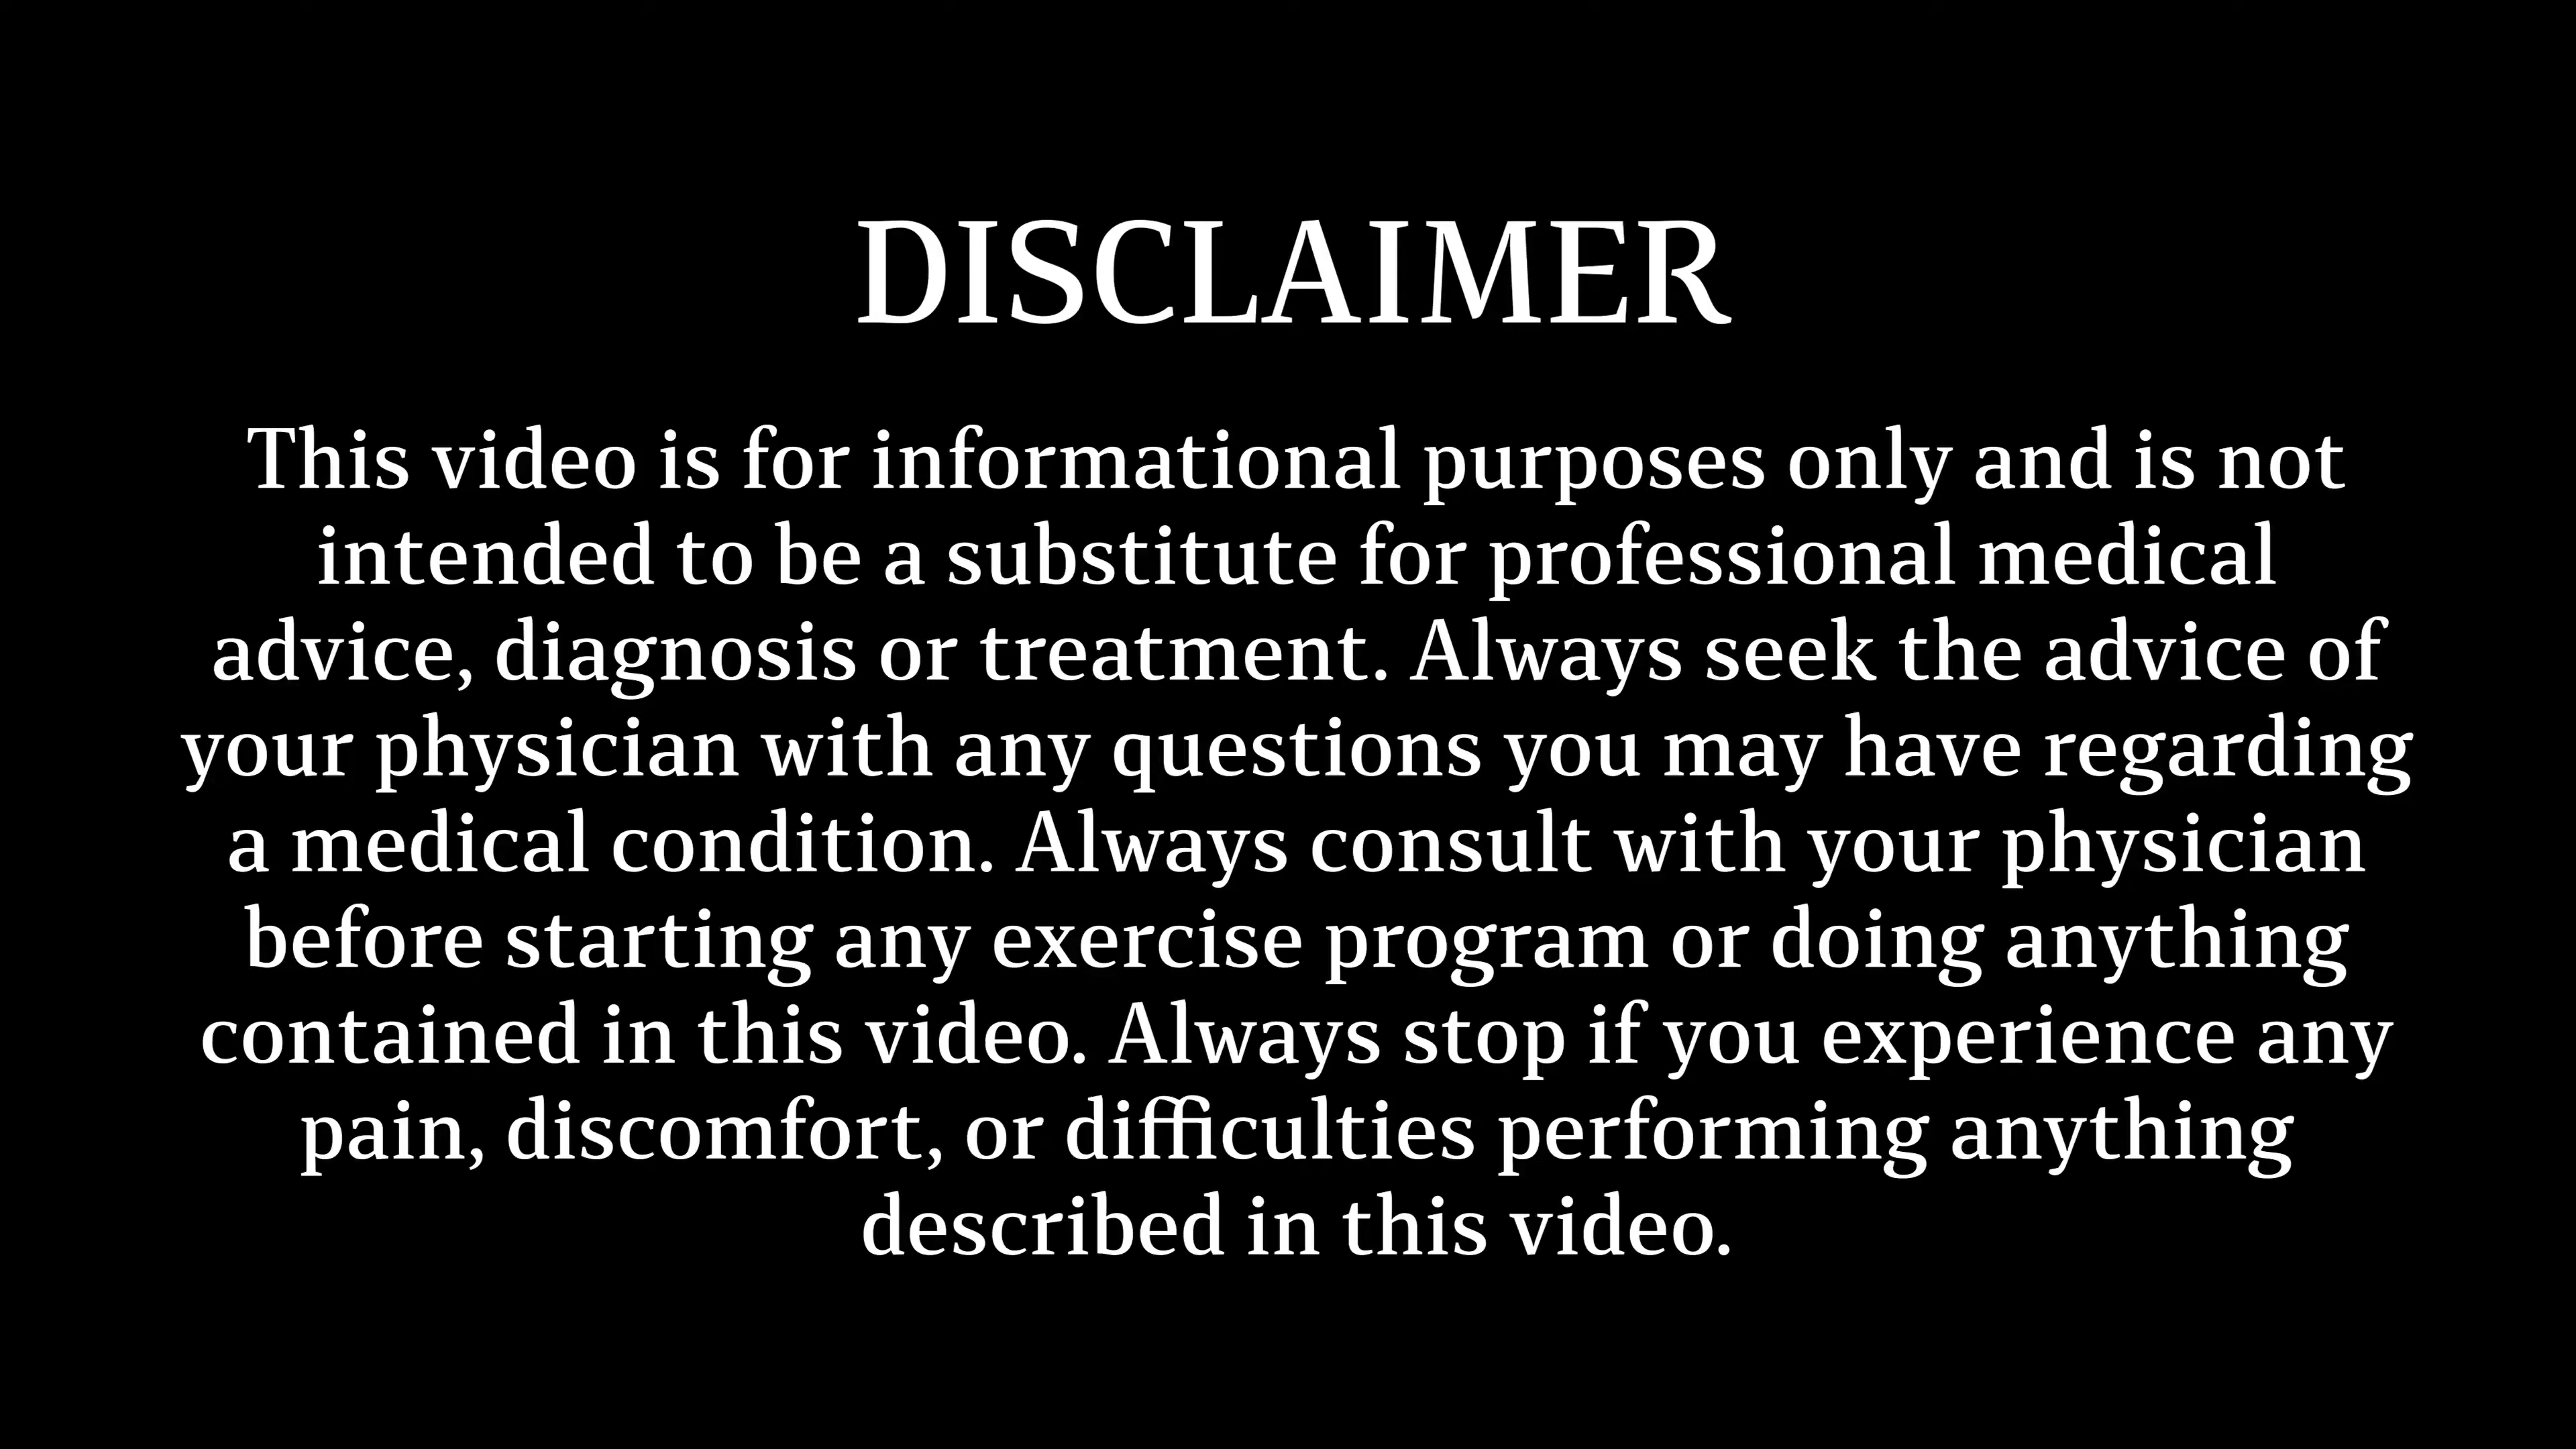 DISCLAIMER
This video is for informational purposes only and is not
intended to be a substitute for professional medical
advice, diagnosis or treatment. Always seek the advice of
your physician with any questions you may have regarding
a medical condition. Always consult with your physician
before starting any exercise program or doing anything
contained in this video. Always stop if you experience any
pain, discomfort, or difficulties performing anything
described in this video.